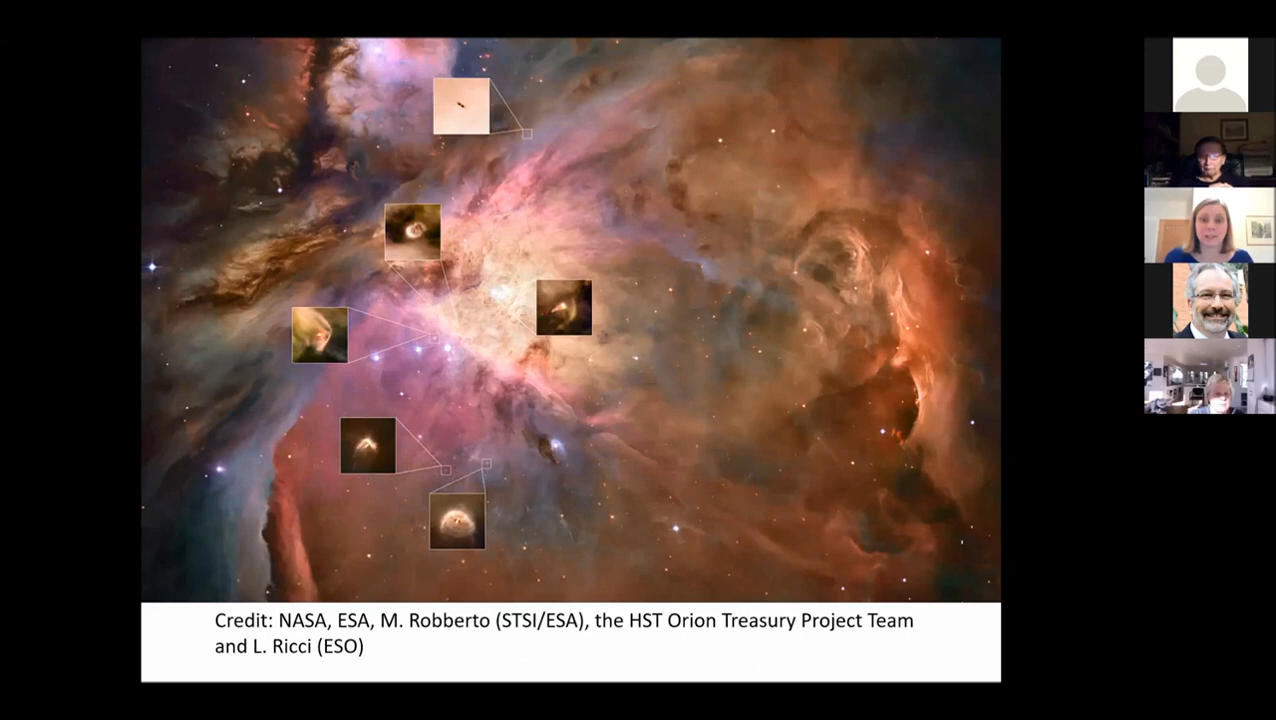 Credit: NASA, ESA, M. Robberto (STSI/ESA), the HST Orion Treasury Project Team
and L. Ricci (ESO)